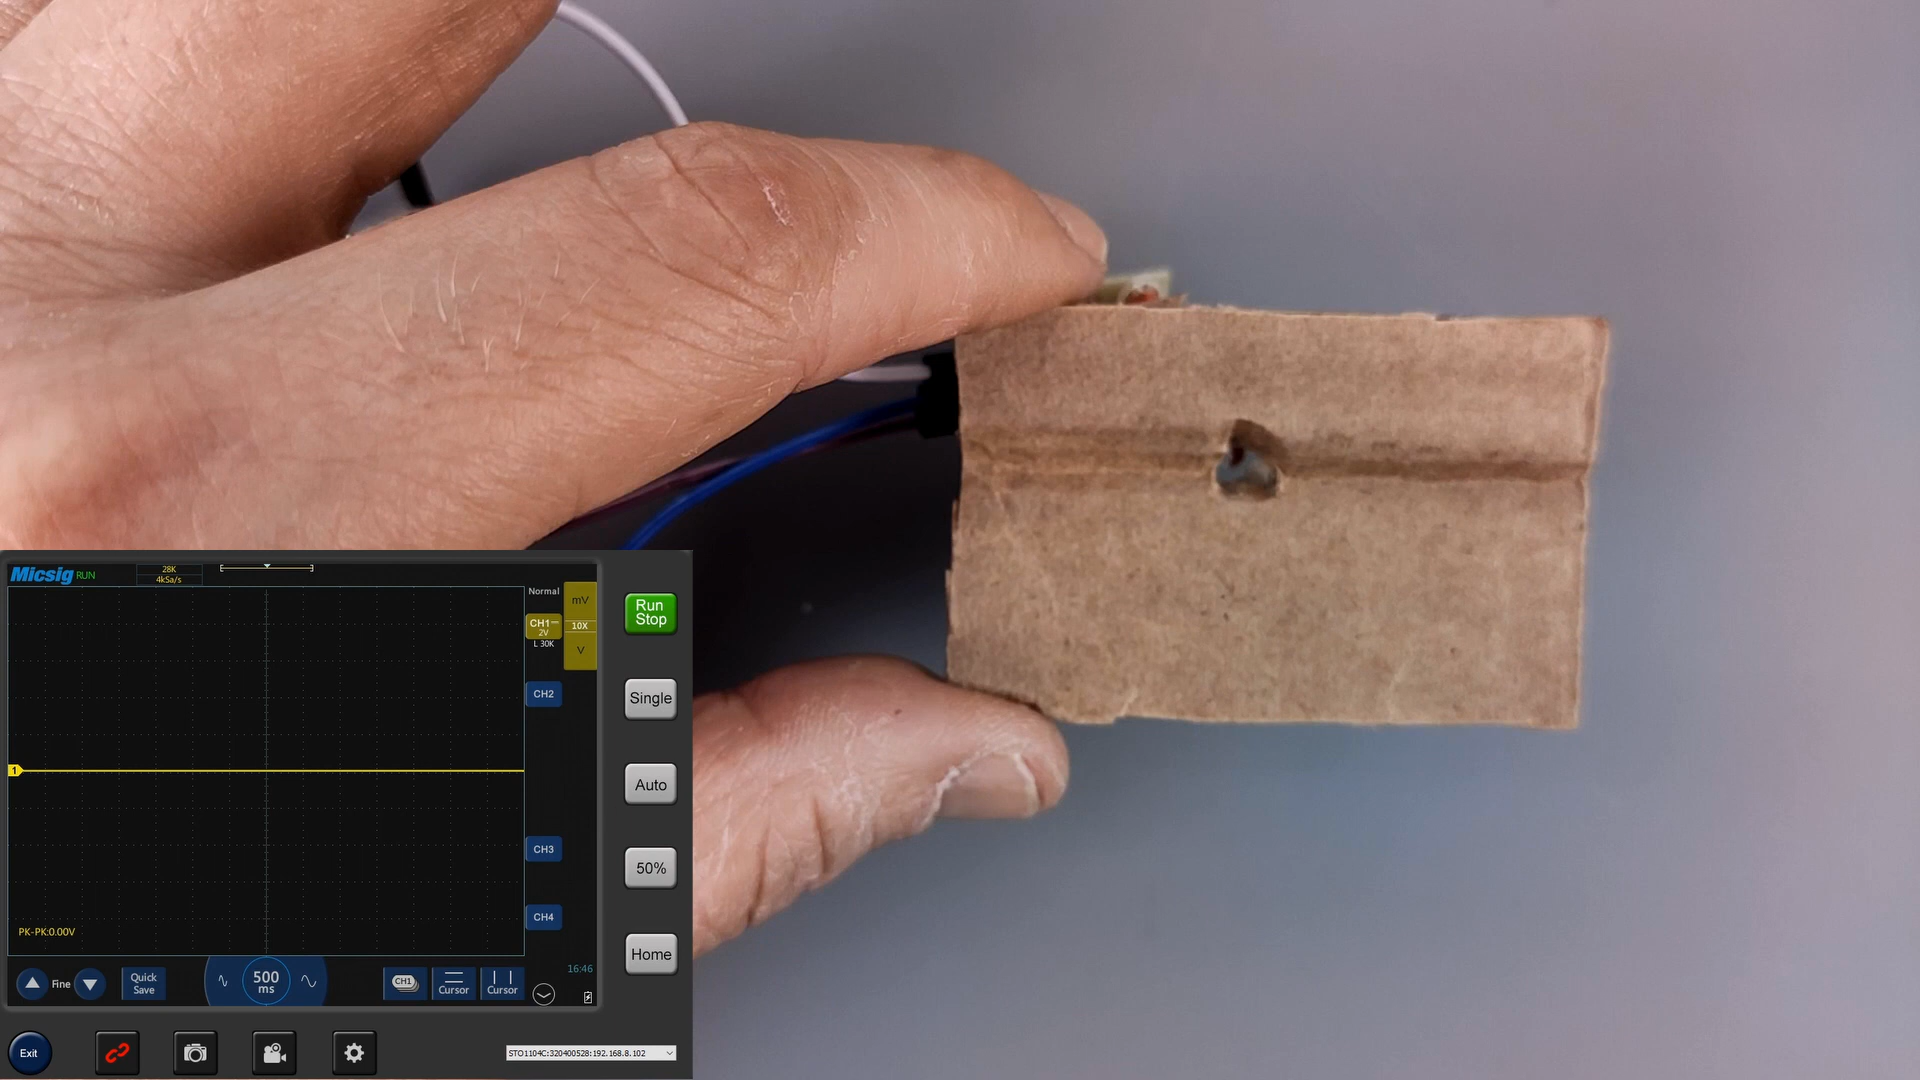 Micsig RUN
28K
4kSa/s
Normal
mV
CH1
2V
10X
L 30K
V
Run
Stop
CH2
Single
1
Auto
CH3
50%
CH4
PK-PK:0.00V
Home
16:46
Fine
Quick
Save
500
ms
CH1
Cursor
Cursor
Exit
STO1104C:320400528:192.168.8.102